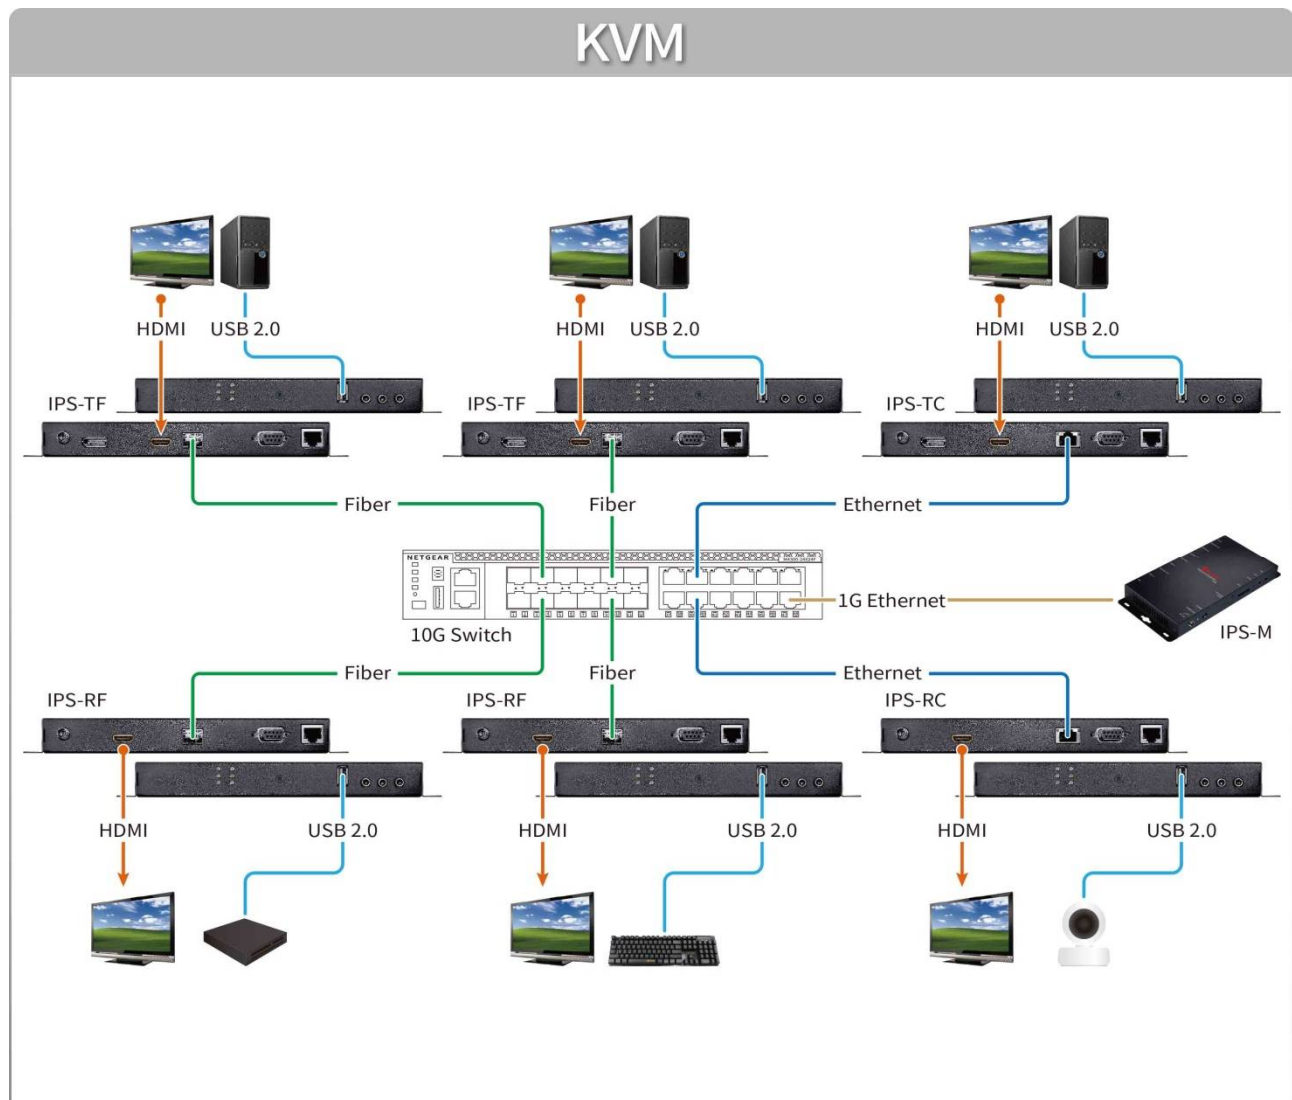 KVM
HDMI USB 2.0
HDMI USB 2.0
HDMI USB 2.0
IPS-TF
IPS-TF
IPS-TC
Fiber
Fiber
Ethernet
NETGEAR
1G Ethernet
10G Switch
IPS-M
Fiber
Fiber
Ethernet
IPS-RF
IPS-RF
IPS-RC
HDMI USB 2.0
HDMI USB 2.0
HDMI USB 2.0